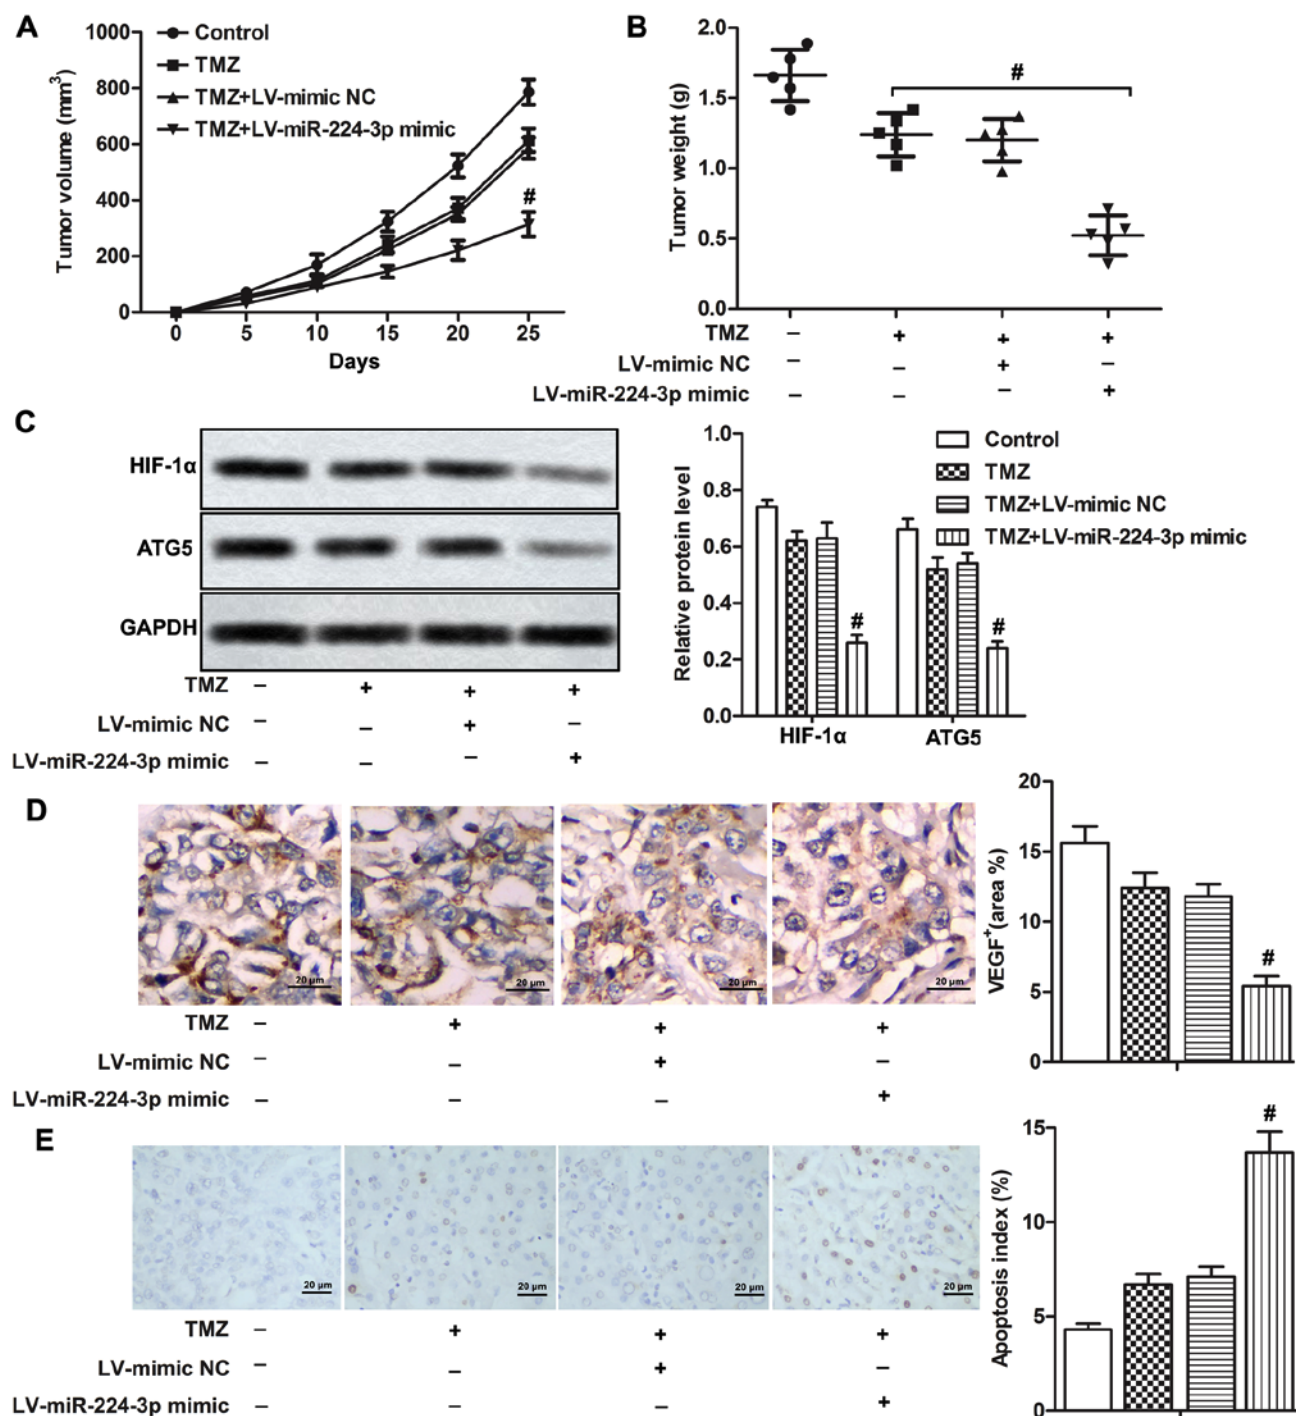 A
Tumor volume (mm3)
1000
800
600
400
200
0
0 5 10 15 20 25
Days
Control
TMZ
TMZ+LV-mimic NC
TMZ+LV-miR-224-3p mimic
#
B
Tumor weight (g)
2.0
1.5
1.0
0.5
0.0
#
TMZ – + + +
LV-mimic NC – – + –
LV-miR-224-3p mimic – – – +
C
HIF-1α
ATG5
GAPDH
TMZ – + + +
LV-mimic NC – – + –
LV-miR-224-3p mimic – – – +
Relative protein level
1.0
0.8
0.6
0.4
0.2
0.0
Control
TMZ
TMZ+LV-mimic NC
TMZ+LV-miR-224-3p mimic
# #
HIF-1α ATG5
D
20 μm 20 μm 20 μm 20 μm
TMZ – + + +
LV-mimic NC – – + –
LV-miR-224-3p mimic – – – +
VEGF+(area %)
20
15
10
5
0
#
E
20 μm 20 μm 20 μm 20 μm
TMZ – + + +
LV-mimic NC – – + –
LV-miR-224-3p mimic – – – +
Apoptosis index (%)
15
10
5
0
#